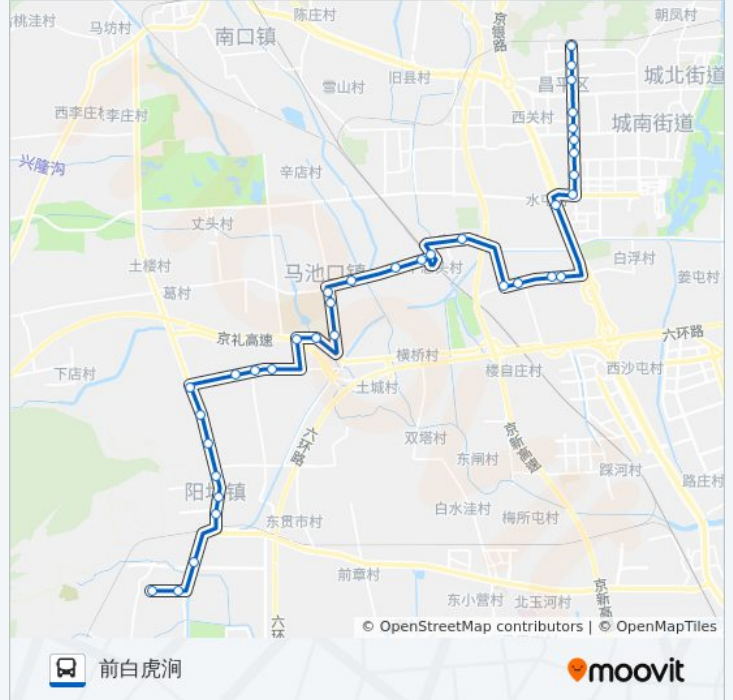 陈庄村
朝凤村
桃洼村
马坊村
南口镇
京银路
旧县村
城北街道
雪山村
昌平区
西李庄村
李庄村
西关村
城南街道
兴隆沟
辛店村
水屯
丈头村
土楼村
马池口镇
头村
白浮村
葛村
姜屯村
京礼高速
六环路
横桥村
下店村
楼自庄村
西沙屯村
土城村
六环路
双塔村
京新高速
东闸村
踩河村
路庄村
阳坊镇
白水洼村
梅所屯村
东贯市村
前章村
京新高
东小营村
北玉河村
六环
© OpenStreetMap contributors | © OpenMapTiles
前白虎涧
moovit